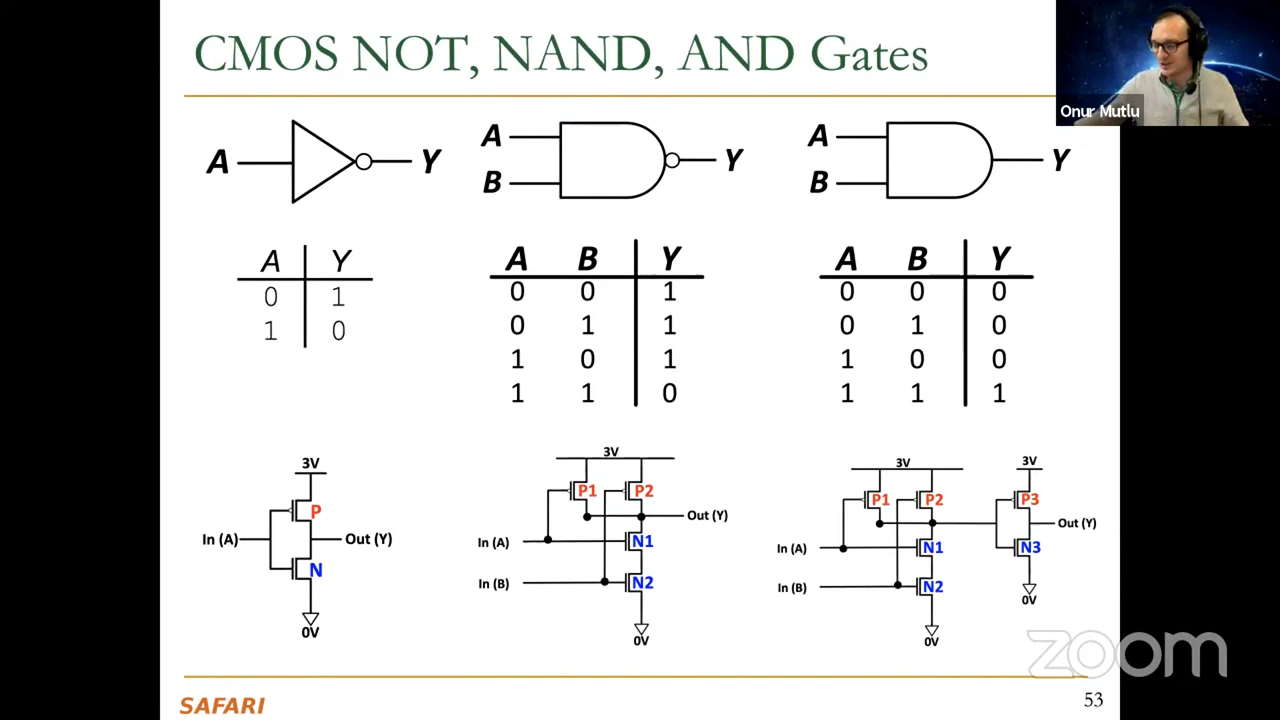 CMOS NOT, NAND, AND Gates
Onur Mutlu
A Y
A
B
Y
A
B
Y
A Y
0 1
1 0
A B Y
0 0 1
0 1 1
1 0 1
1 1 0
A B Y
0 0 0
0 1 0
1 0 0
1 1 1
3V
P
In (A) Out (Y)
N
0V
3V
P1 P2
Out (Y)
In (A) N1
In (B) N2
0V
3V 3V
P1 P2 P3
Out (Y)
In (A) N1 N3
In (B) N2
0V
0V
zoom
SAFARI
53